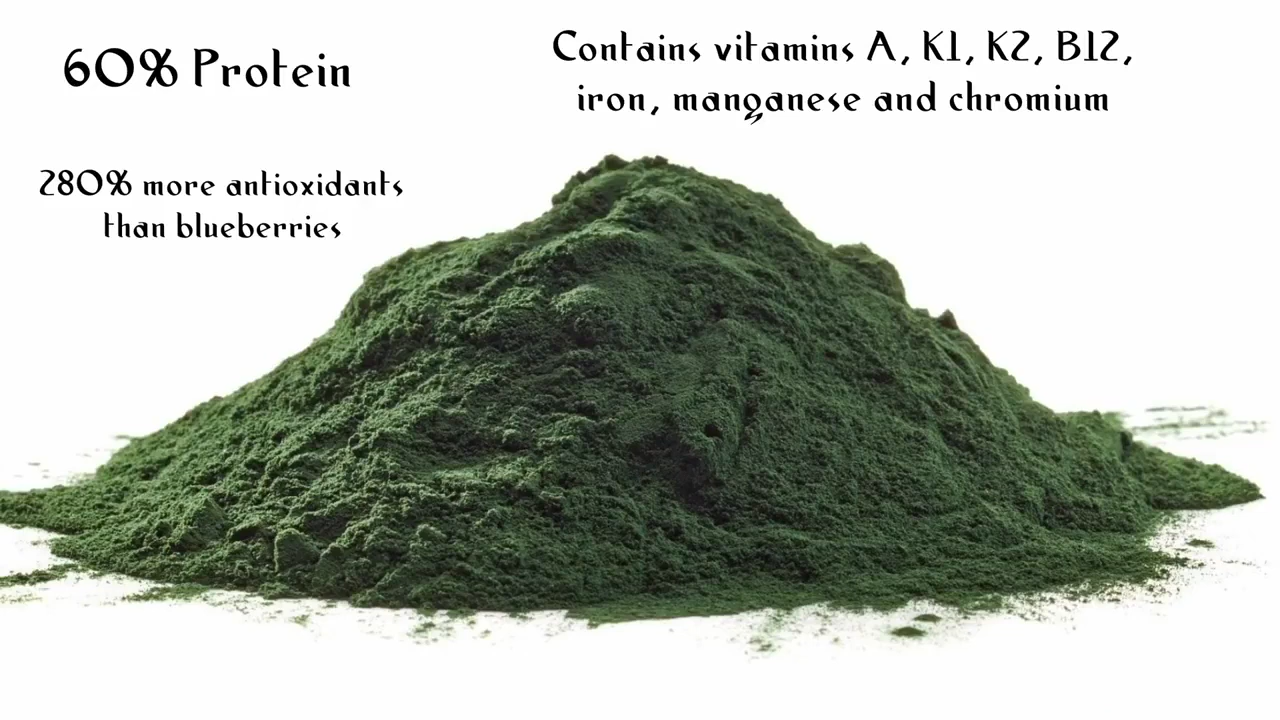 60% Protein
Contains vitamins A, K1, K2, B12,
iron, manganese and chromium
280% more antioxidants
than blueberries